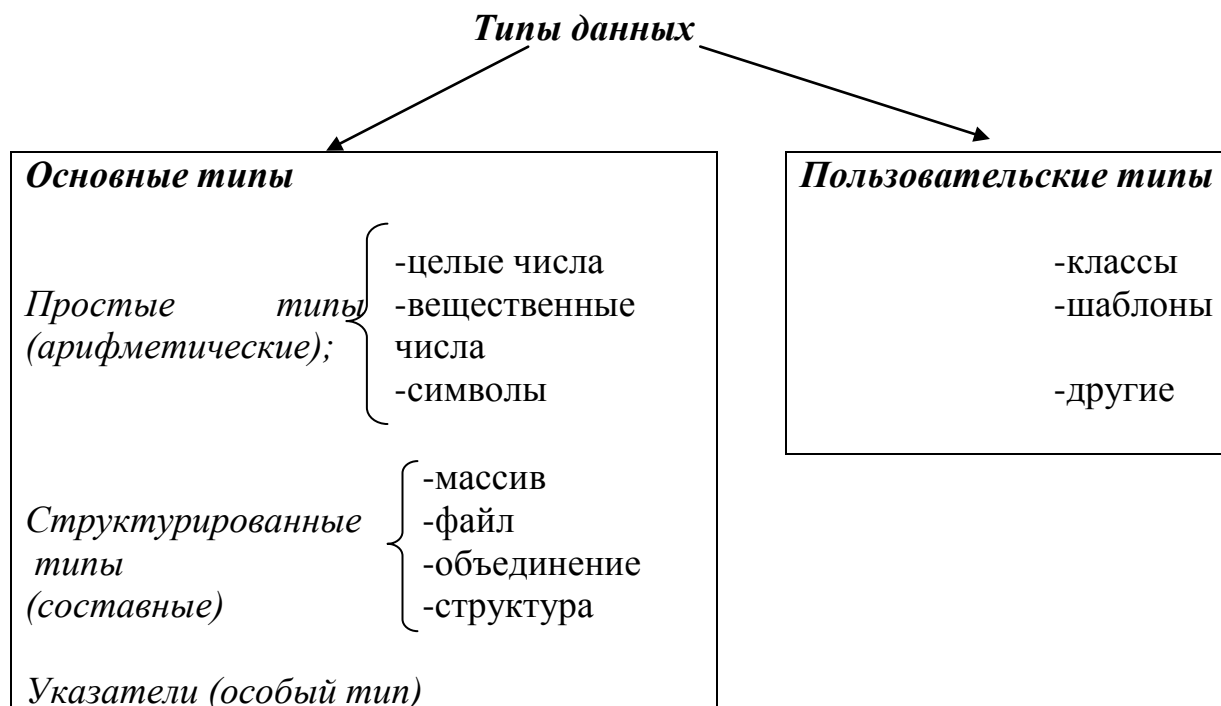 Типы данных
Основные типы
Простые типы
(арифметические);
-целые числа
-вещественные
числа
-символы
Структурированные
типы
(составные)
-массив
-файл
-объединение
-структура
Указатели (особый тип)
Пользовательские типы
-классы
-шаблоны
-другие